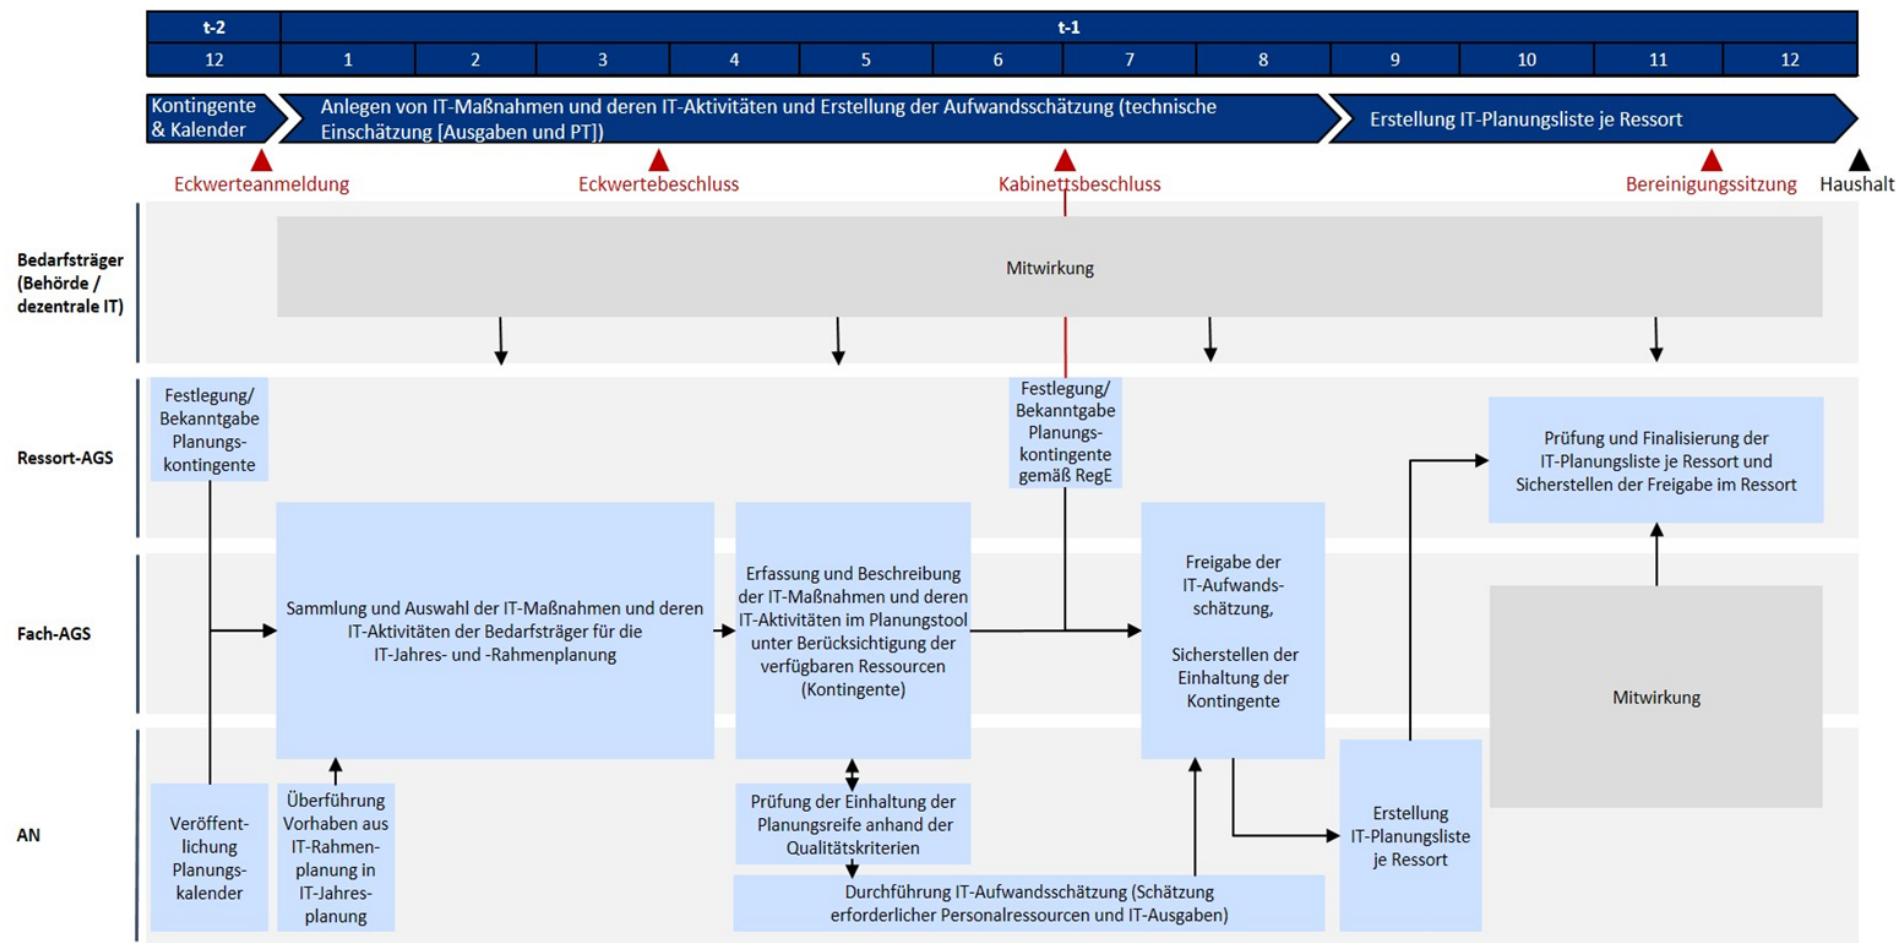 t-2
t-1
12
1
2
3
4
5
6
7
8
9
10
11
12
Kontingente
& Kalender
Anlegen von IT-Maßnahmen und deren IT-Aktivitäten und Erstellung der Aufwandsschätzung (technische
Einschätzung [Ausgaben und PT])
Erstellung IT-Planungsliste je Ressort
Eckwerteanmeldung
Eckwertebeschluss
Kabinettsbeschluss
Bereinigungssitzung
Haushalt
Bedarfsträger
(Behörde /
dezentrale IT)
Mitwirkung
Ressort-AGS
Festlegung/
Bekanntgabe
Planungs-
kontingente
Festlegung/
Bekanntgabe
Planungs-
kontingente
gemäß RegE
Prüfung und Finalisierung der
IT-Planungsliste je Ressort und
Sicherstellen der Freigabe im Ressort
Fach-AGS
Sammlung und Auswahl der IT-Maßnahmen und deren
IT-Aktivitäten der Bedarfsträger für die
IT-Jahres- und -Rahmenplanung
Erfassung und Beschreibung
der IT-Maßnahmen und deren
IT-Aktivitäten im Planungstool
unter Berücksichtigung der
verfügbaren Ressourcen
(Kontingente)
Freigabe der
IT-Aufwands-
schätzung,
Sicherstellen der
Einhaltung der
Kontingente
Mitwirkung
AN
Veröffent-
lichung
Planungs-
kalender
Überführung
Vorhaben aus
IT-Rahmen-
planung in
IT-Jahres-
planung
Prüfung der Einhaltung der
Planungsreife anhand der
Qualitätskriterien
Durchführung IT-Aufwandsschätzung (Schätzung
erforderlicher Personalressourcen und IT-Ausgaben)
Erstellung
IT-Planungsliste
je Ressort